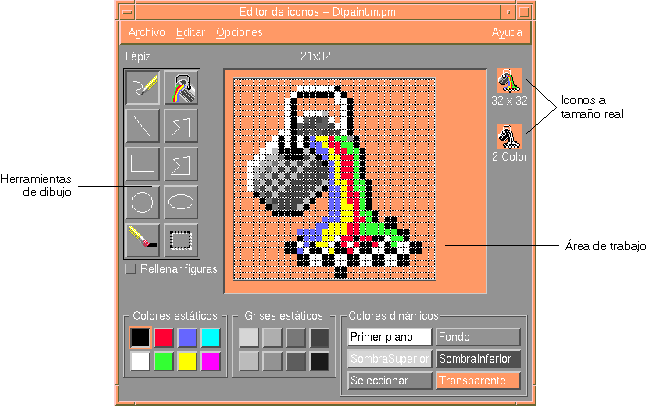 Editor de iconos – Dtpaint.m.pm
Archivo Editar Opciones Ayuda
Lápiz 21x32
32 x 32
2 Color
Iconos a
tamaño real
Herramientas
de dibujo
Área de trabajo
Rellenar figuras
Colores estáticos
Grises estáticos
Colores dinámicos
Primer plano Fondo
SombraSuperior SombraInferior
Seleccionar Transparente